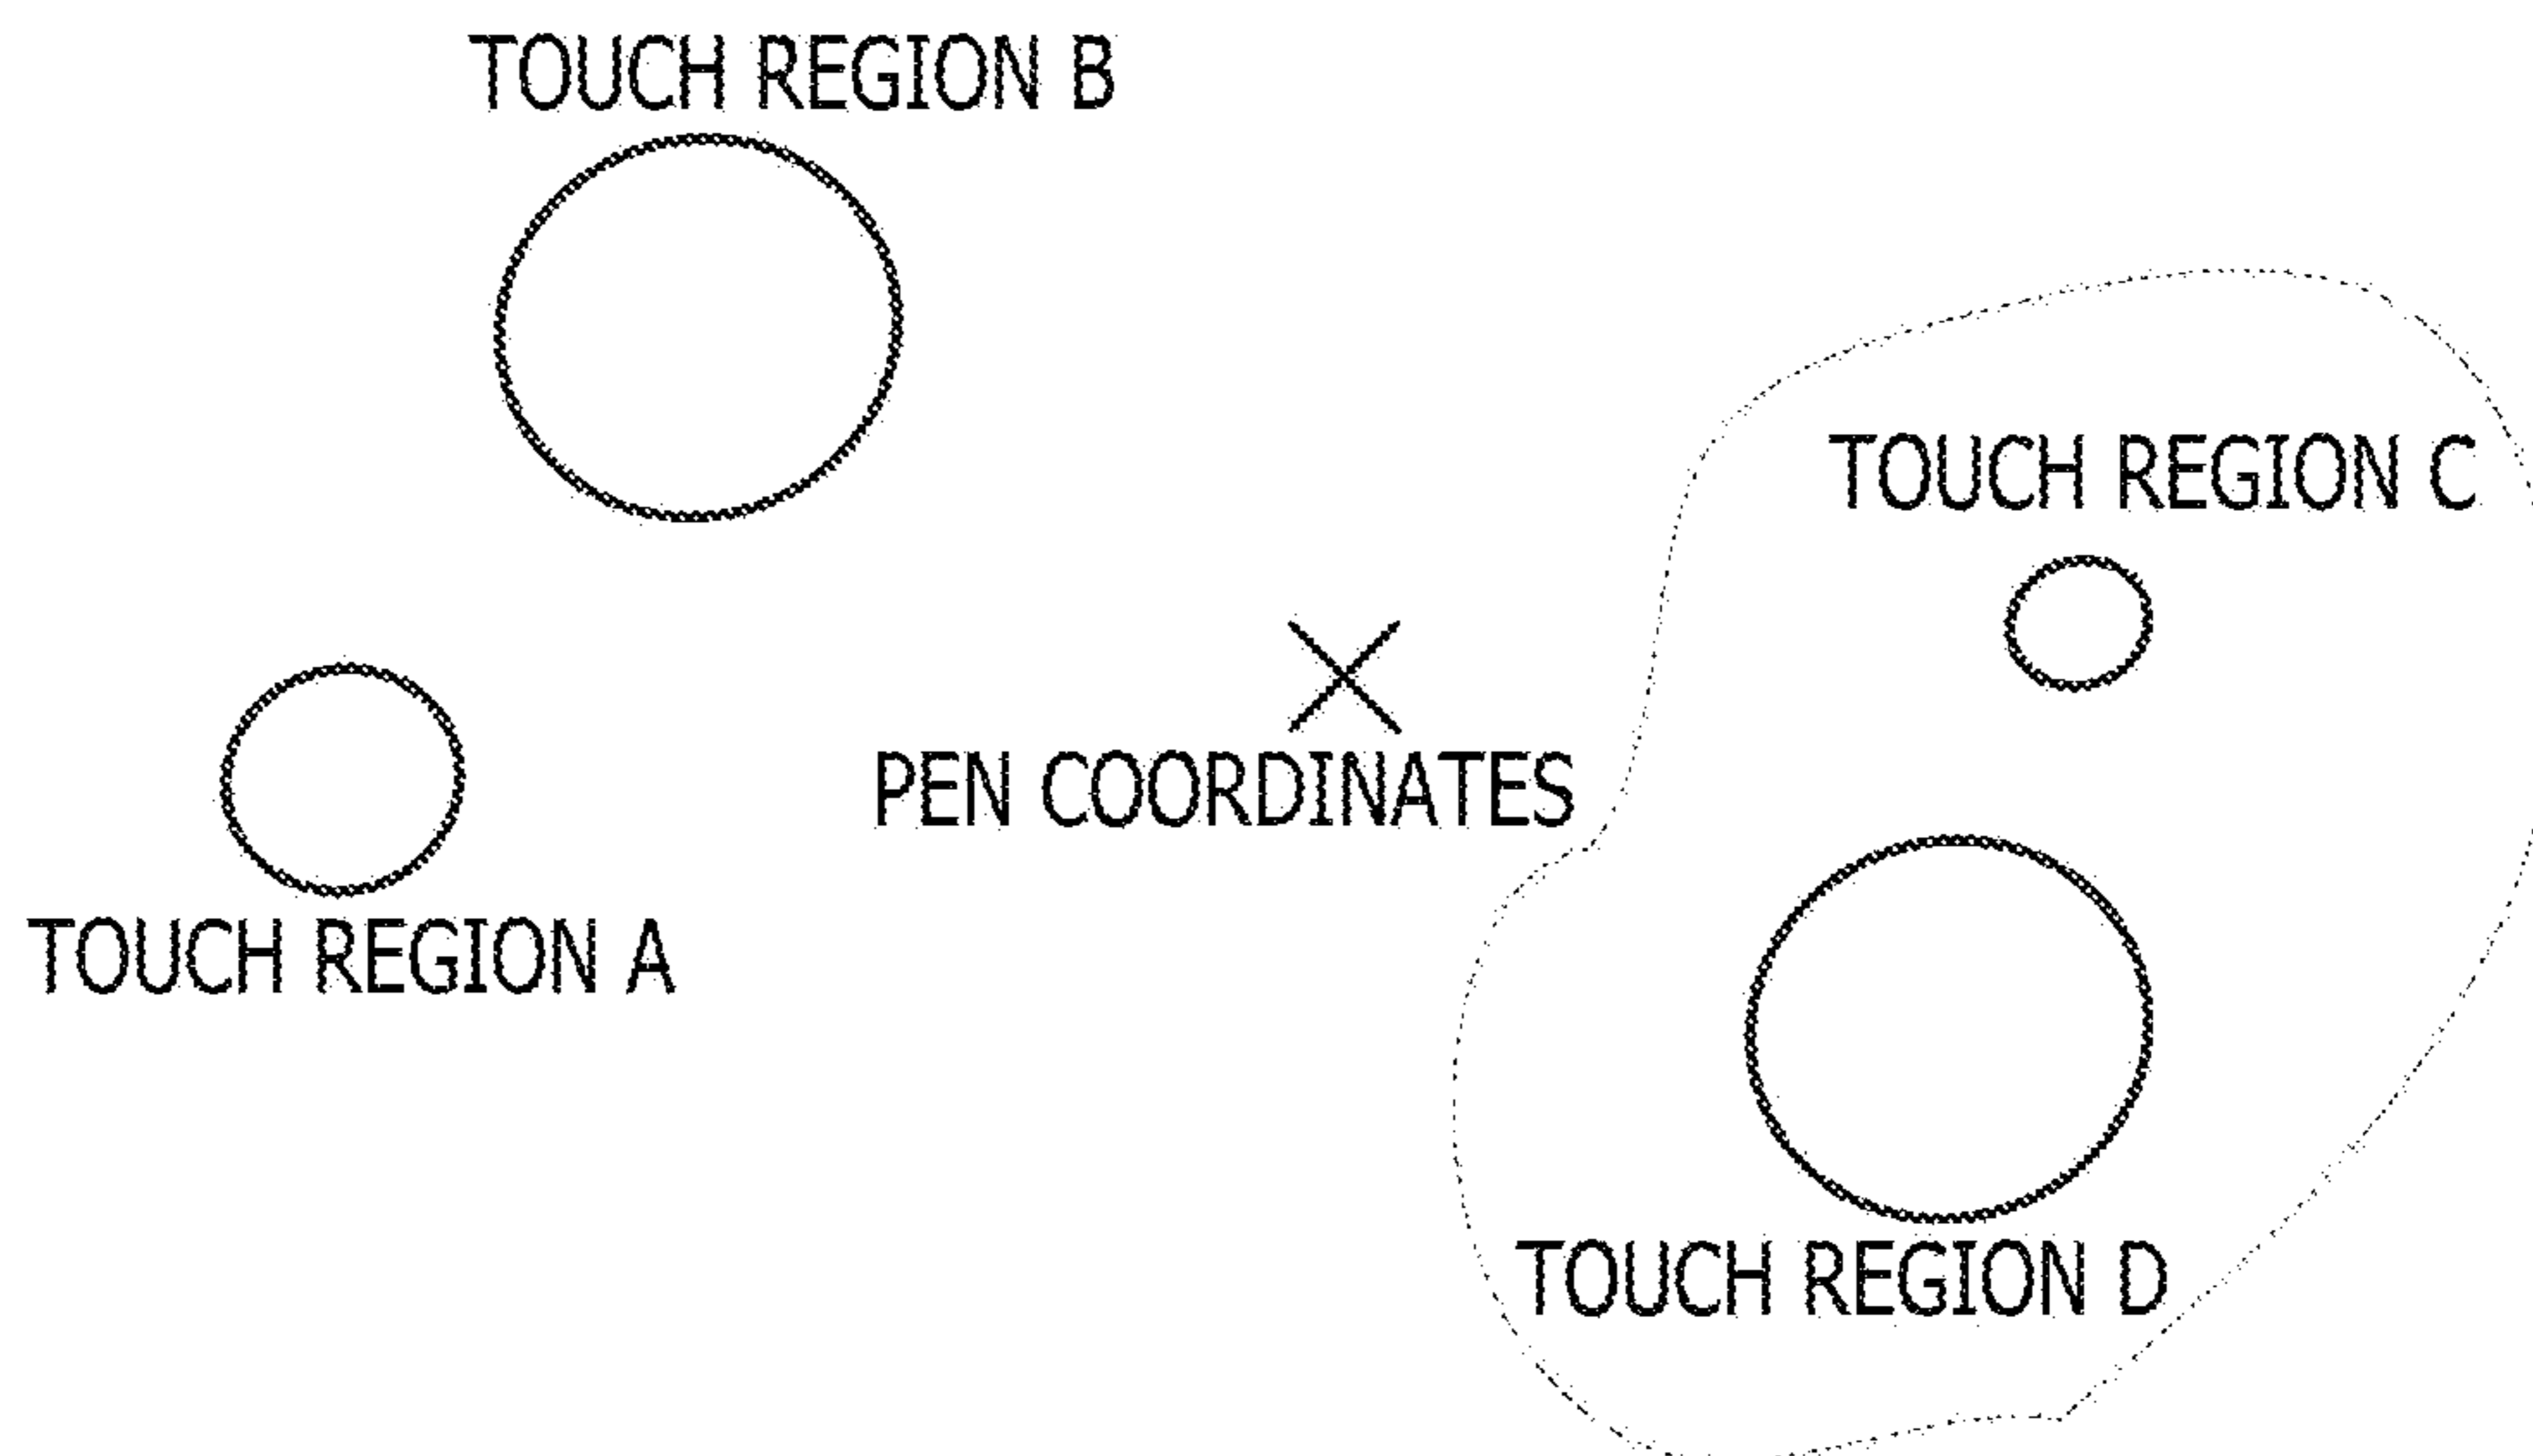 TOUCH REGION B
TOUCH REGION C
PEN COORDINATES
TOUCH REGION A
TOUCH REGION D